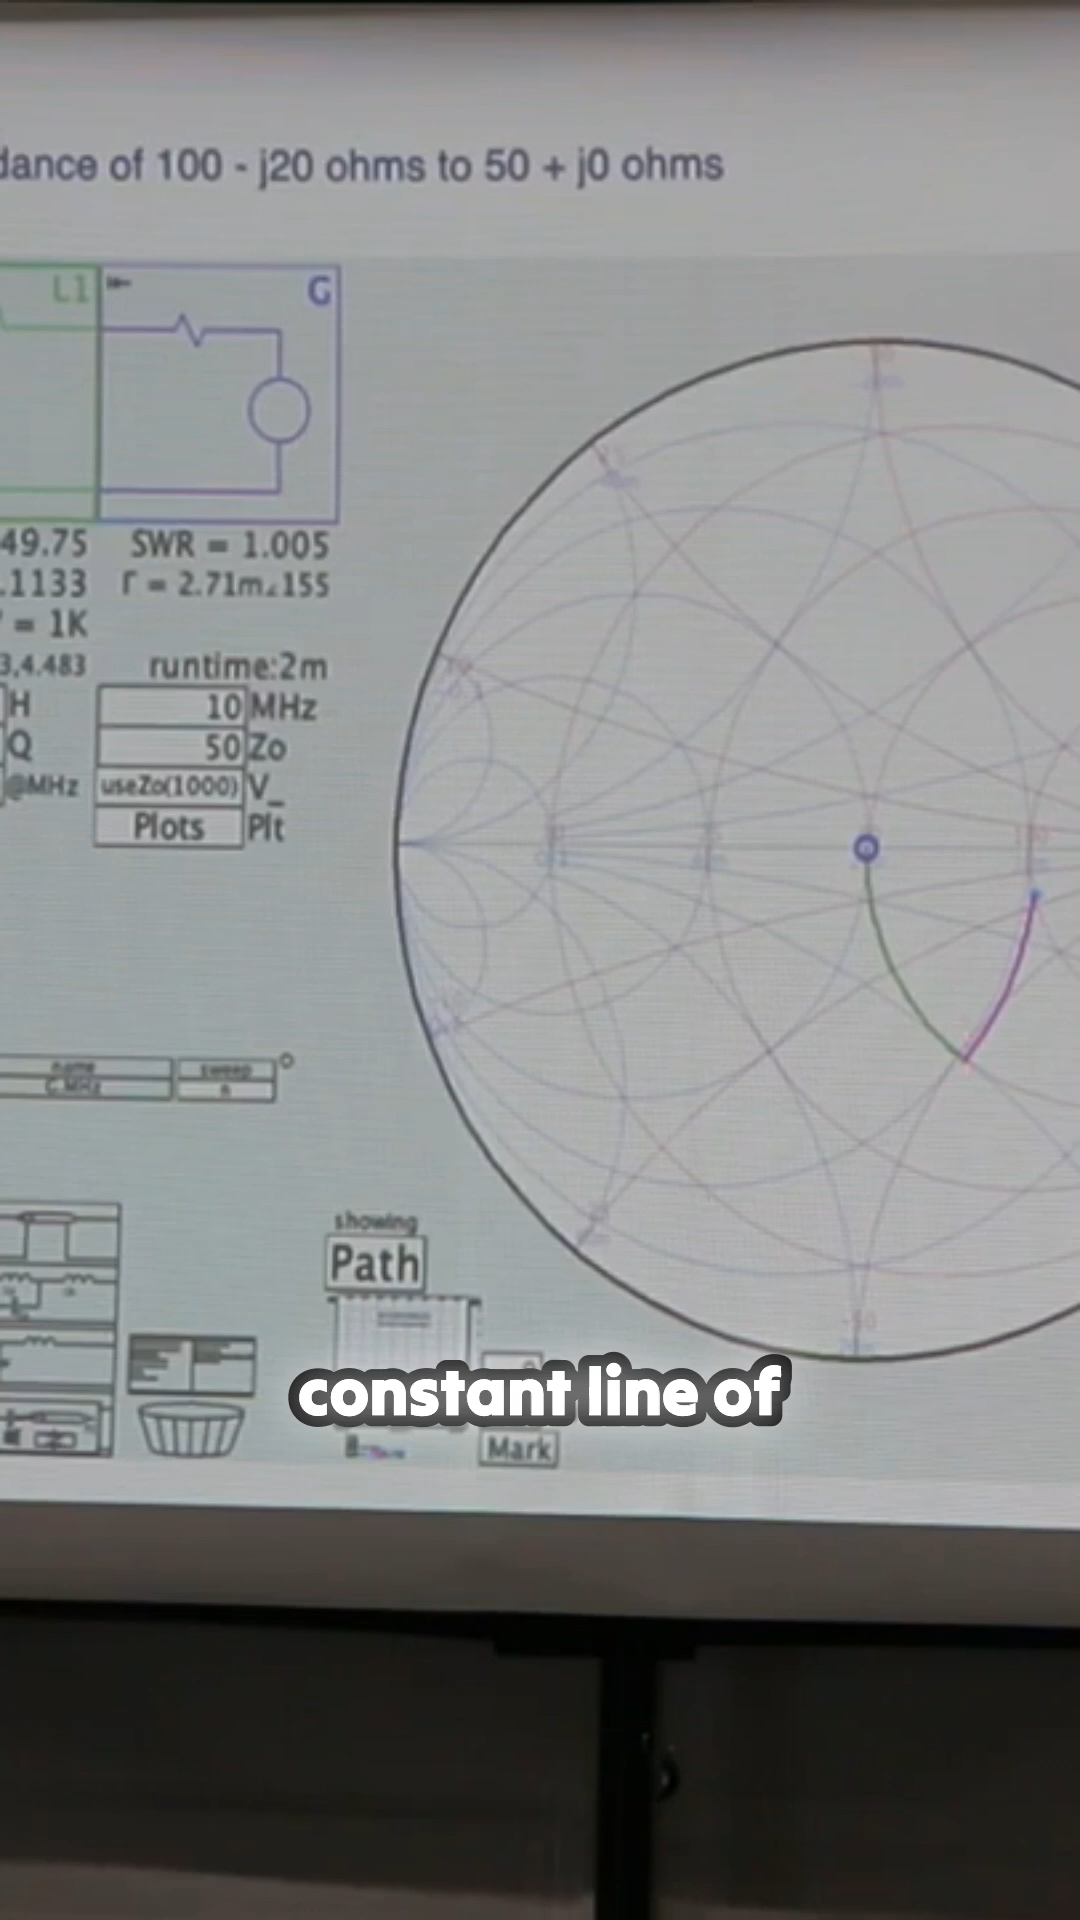 dance of 100 - j20 ohms to 50 + j0 ohms
L1
G
49.75 SWR = 1.005
.1133 Γ = 2.71m∠155
= 1K
3,4.483 runtime:2m
H 10 MHz
Q 50 Zo
@MHz useZo(1000) V_
Plots Plt
name sweep
showing
Path
constant line of
Mark